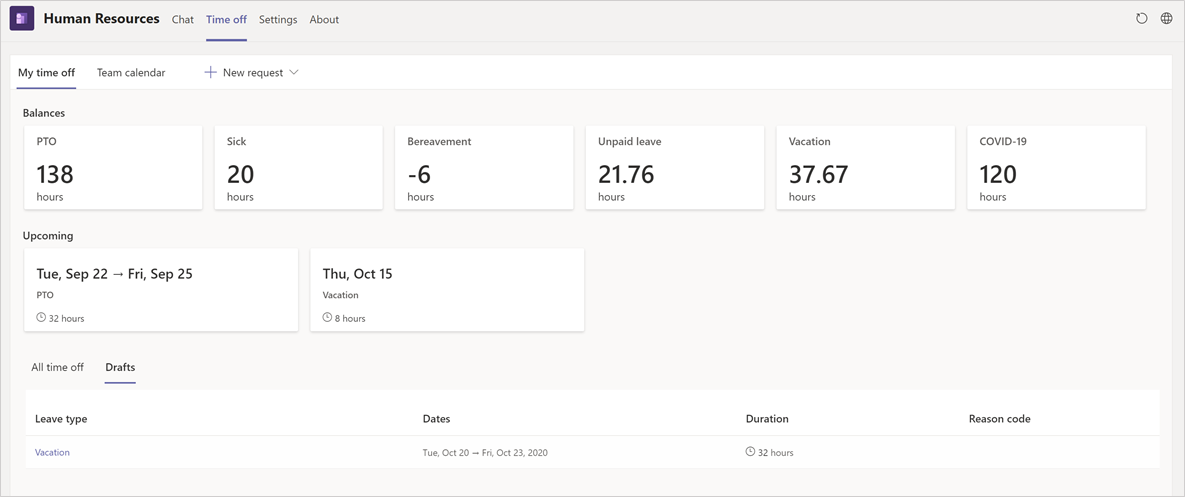 Human Resources Chat Time off Settings About
My time off Team calendar New request
Balances
PTO Sick Bereavement Unpaid leave Vacation COVID-19
138 20 -6 21.76 37.67 120
hours hours hours hours hours hours
Upcoming
Tue, Sep 22 → Fri, Sep 25 Thu, Oct 15
PTO Vacation
32 hours 8 hours
All time off Drafts
Leave type Dates Duration Reason code
Vacation Tue, Oct 20 → Fri, Oct 23, 2020 32 hours